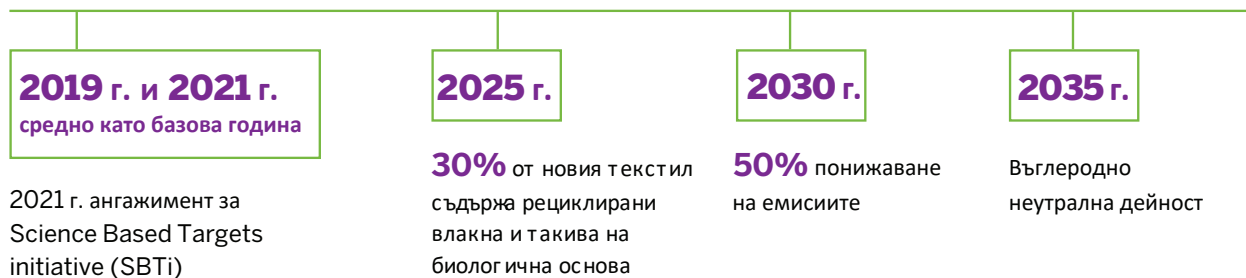 2019 г. и 2021 г.
средно като базова година
2021 г. ангажимент за
Science Based Targets
initiative (SBTi)
2025 г.
30% от новия текстил
съдържа рециклирани
влакна и такива на
биологична основа
2030 г.
50% понижаване
на емисиите
2035 г.
Въглеродно
неутрална дейност